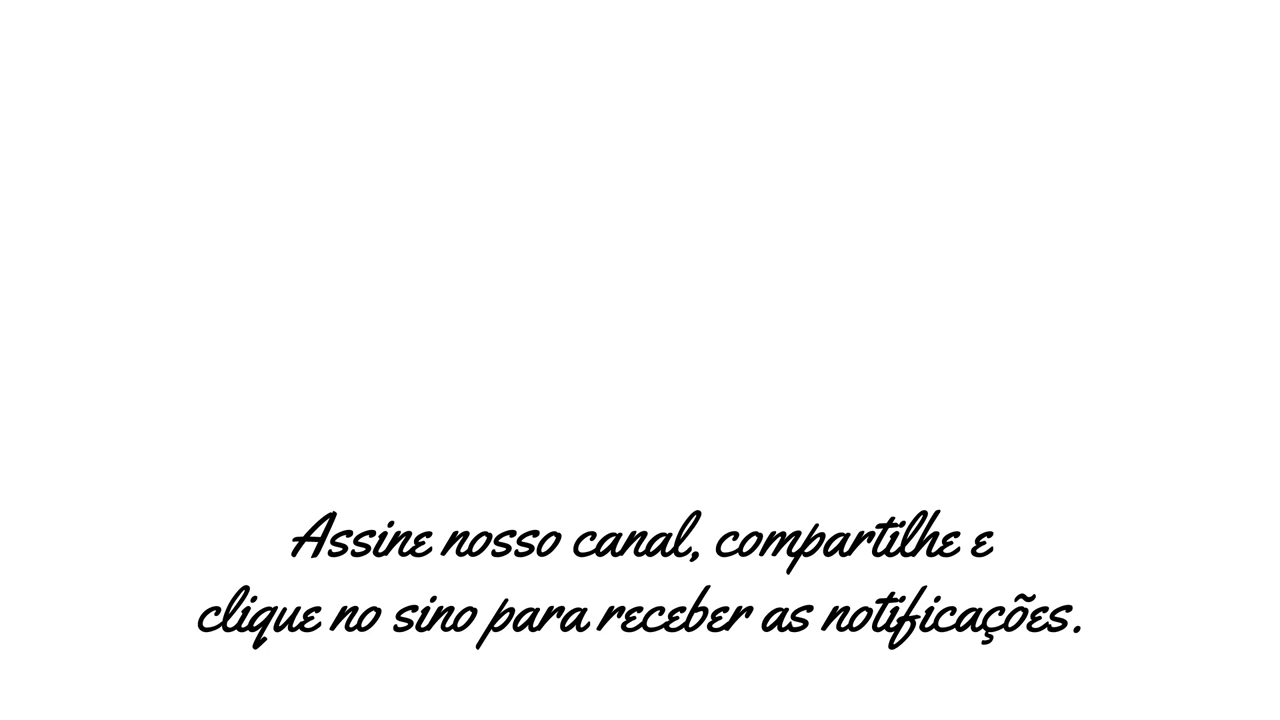 Assine nosso canal, compartilhe e
clique no sino para receber as notificações.